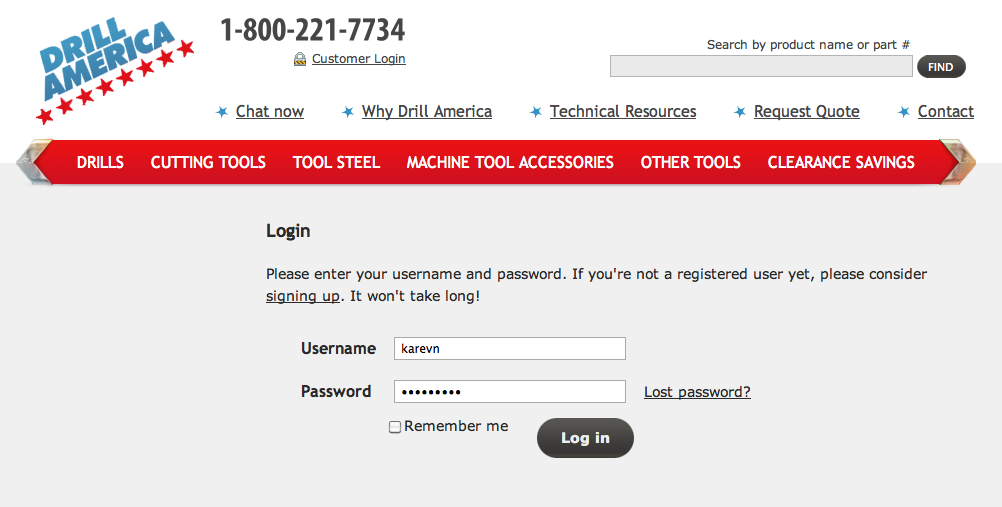 DRILL
AMERICA
1-800-221-7734
Customer Login
Search by product name or part #
FIND
Chat now
Why Drill America
Technical Resources
Request Quote
Contact
DRILLS
CUTTING TOOLS
TOOL STEEL
MACHINE TOOL ACCESSORIES
OTHER TOOLS
CLEARANCE SAVINGS
Login
Please enter your username and password. If you're not a registered user yet, please consider
signing up. It won't take long!
Username
karevn
Password
•••••••••
Lost password?
Remember me
Log in